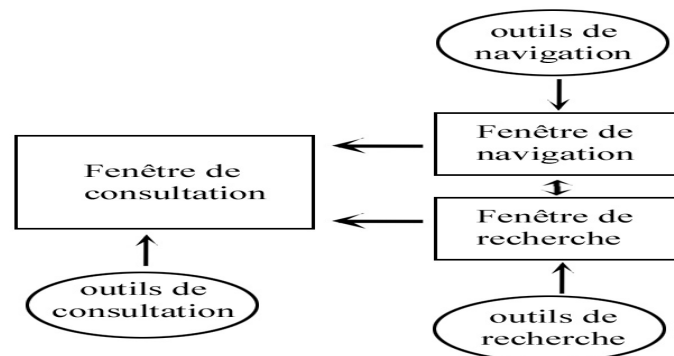 outils de
navigation
Fenêtre de
navigation
Fenêtre de
consultation
Fenêtre de
recherche
outils de
consultation
outils de
recherche